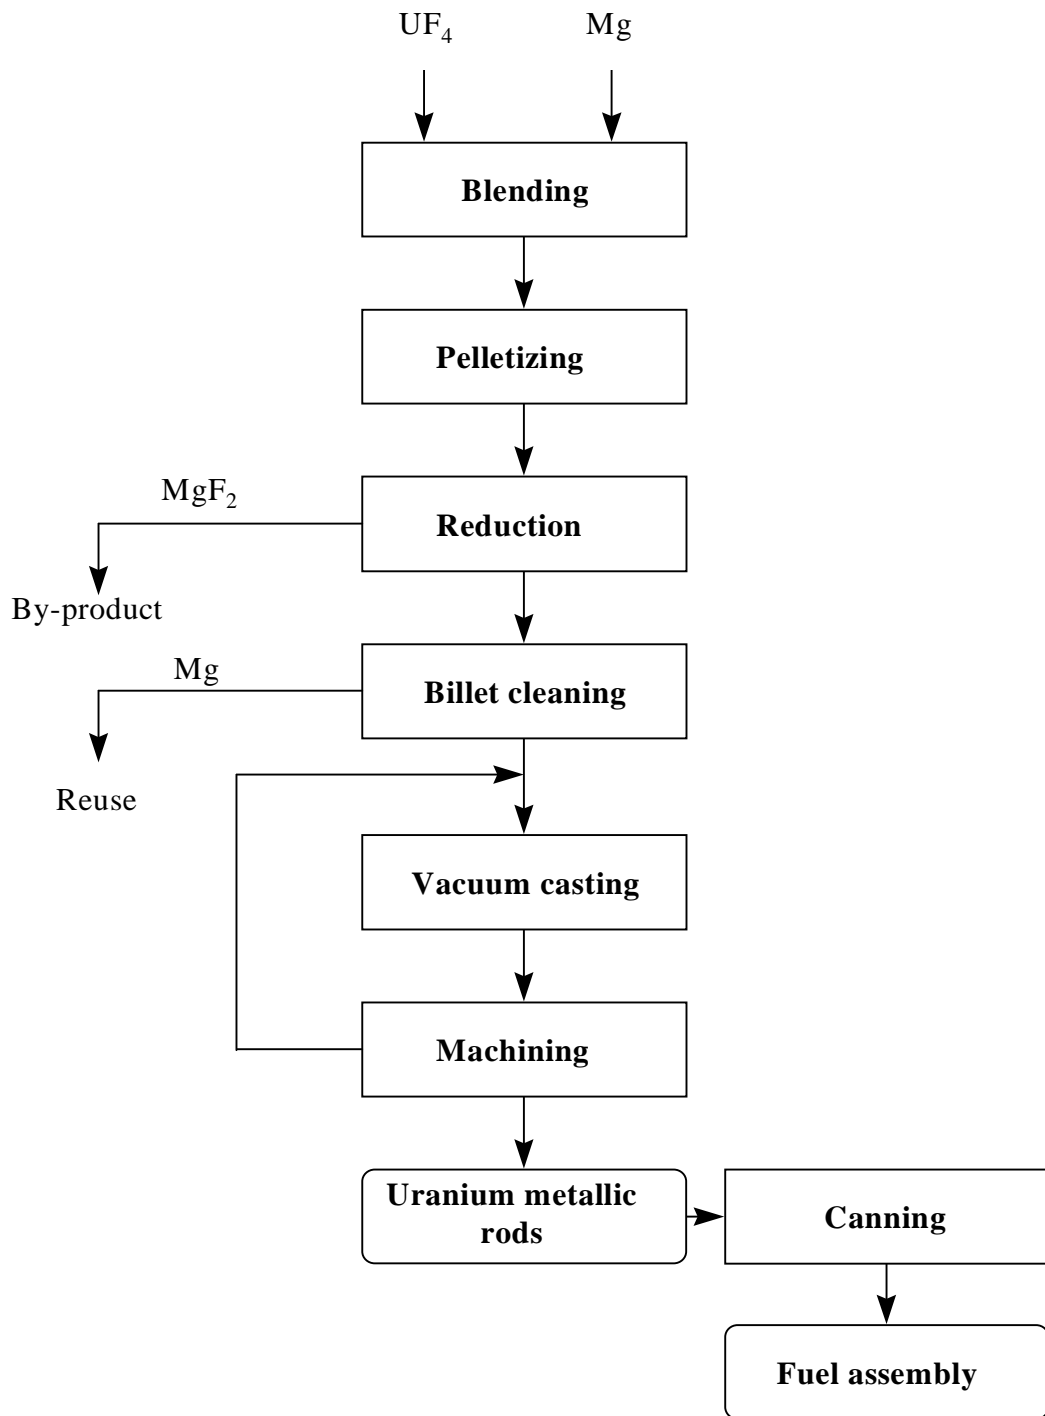 UF4
Mg
Blending
Pelletizing
MgF2
Reduction
By-product
Mg
Billet cleaning
Reuse
Vacuum casting
Machining
Uranium metallic
rods
Canning
Fuel assembly